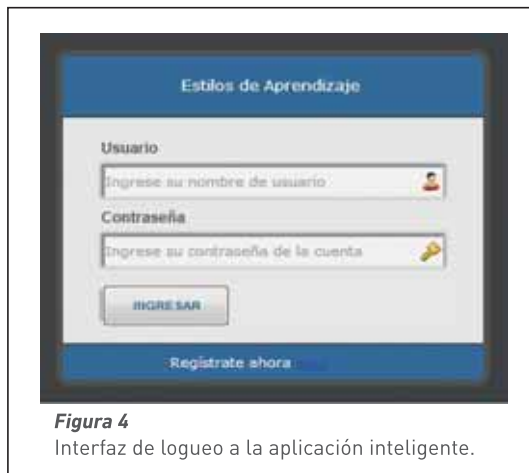 Estilos de Aprendizaje
Usuario
Ingrese su nombre de usuario
Contraseña
Ingrese su contraseña de la cuenta
INGRESAR
Registrate ahora
Figura 4
Interfaz de logueo a la aplicación inteligente.